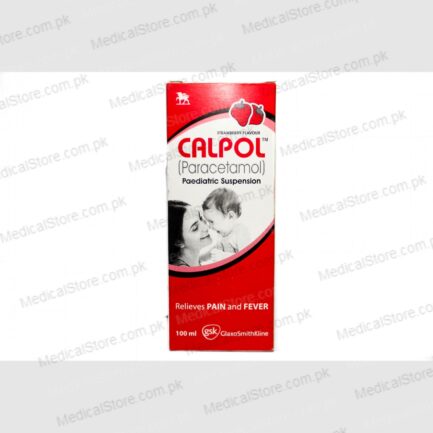 STRAWBERRY FLAVOUR
CALPOL™
(Paracetamol)
Paediatric Suspension
Relieves PAIN and FEVER
100 ml
gsk GlaxoSmithKline
MedicalStore.com.pk